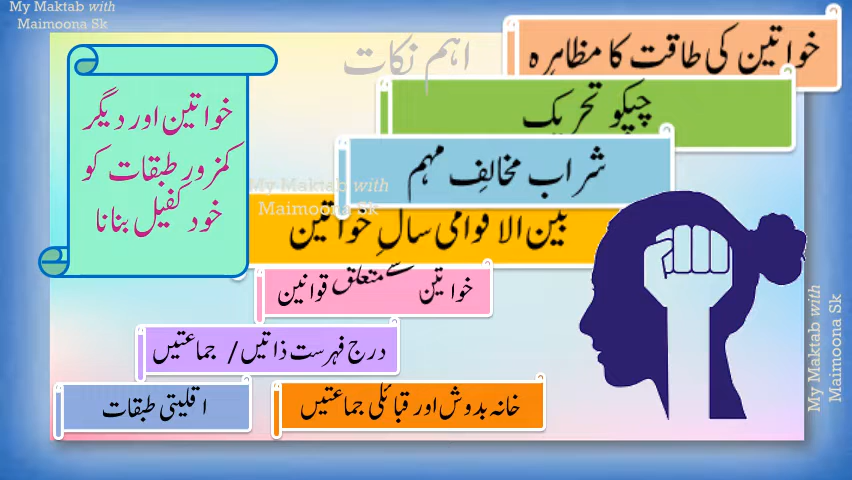 My Maktab with
Maimoona Sk
اہم نکات
خواتین کی طاقت کا مظاہرہ
چپکو تحریک
شراب مخالفِ مہم
بین الاقوامی سالِ خواتین
خواتین سے متعلق قوانین
درج فہرست ذاتیں/ جماعتیں
خانہ بدوش اور قبائلی جماعتیں
اقلیتی طبقات
خواتین اور دیگر
کمزور طبقات کو
خود کفیل بنانا
My Maktab with
Maimoona Sk
My Maktab with
Maimoona Sk